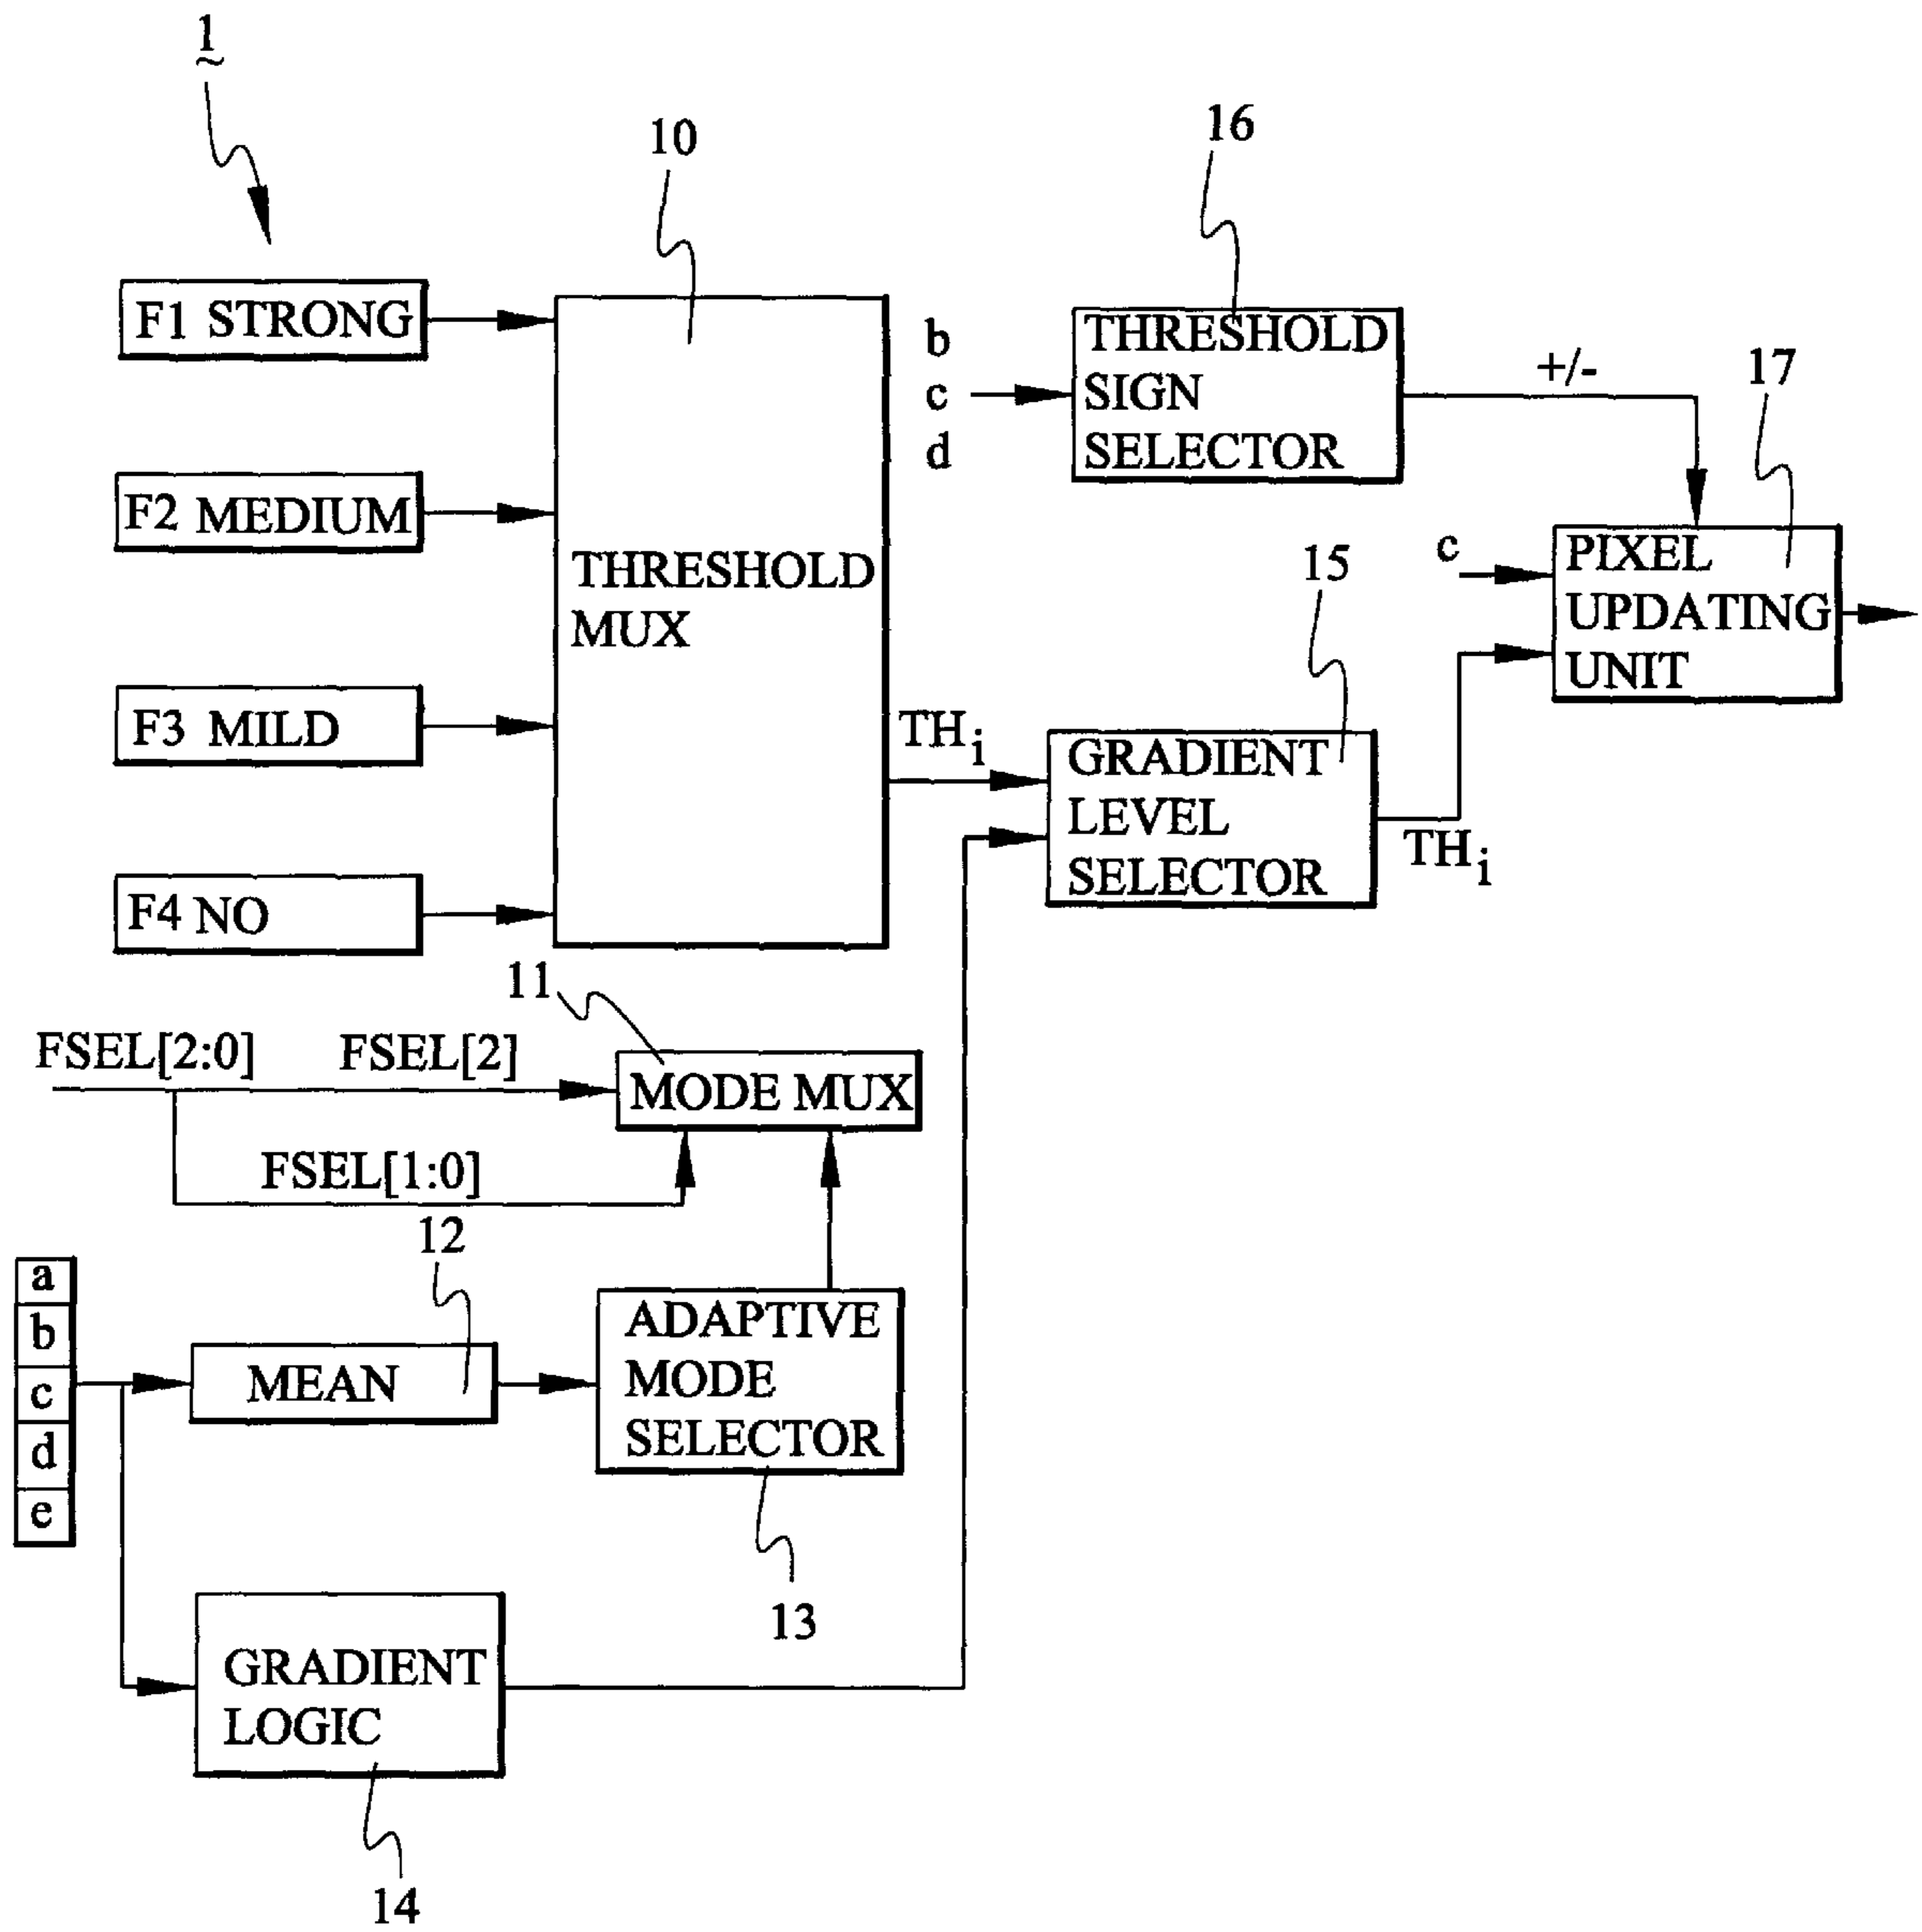 1
10
16
F1 STRONG
b
c
d
THRESHOLD
SIGN
SELECTOR
+/-
17
F2 MEDIUM
THRESHOLD
MUX
15
c
PIXEL
UPDATING
UNIT
F3 MILD
THi
GRADIENT
LEVEL
SELECTOR
THi
F4 NO
11
FSEL[2:0]
FSEL[2]
MODE MUX
FSEL[1:0]
12
a
b
c
d
e
MEAN
ADAPTIVE
MODE
SELECTOR
13
GRADIENT
LOGIC
14